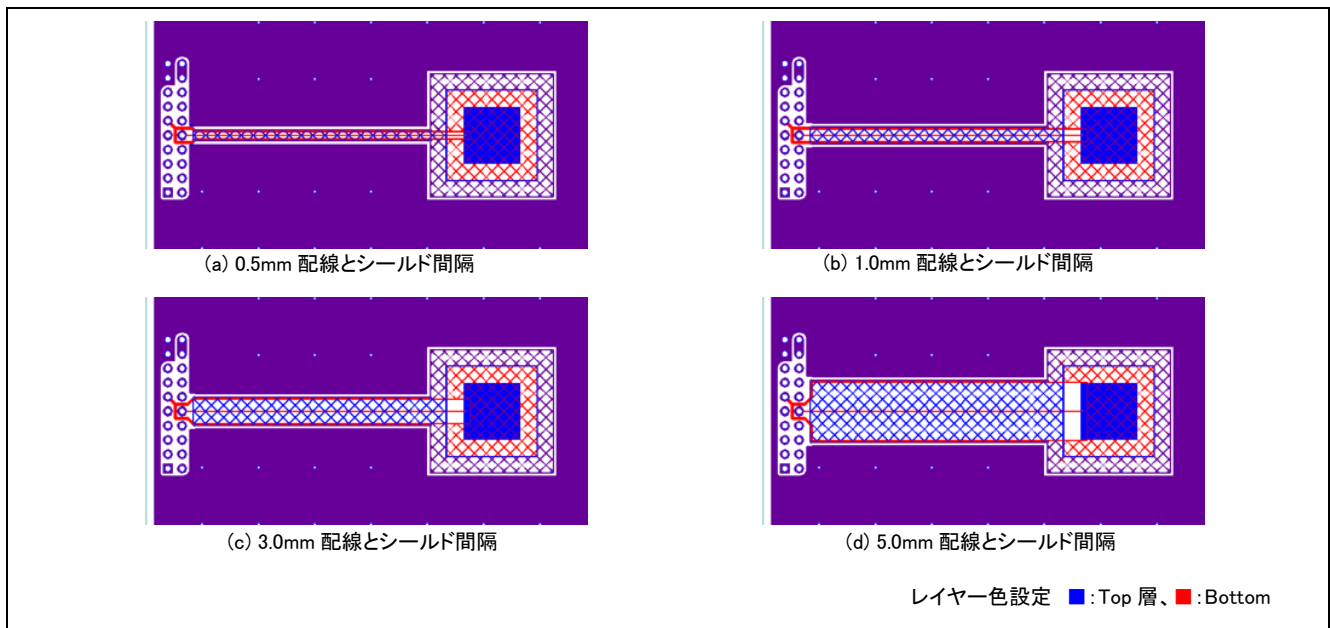 (a) 0.5mm 配線とシールド間隔
(b) 1.0mm 配線とシールド間隔
(c) 3.0mm 配線とシールド間隔
(d) 5.0mm 配線とシールド間隔
レイヤー色設定 ■:Top 層、■:Bottom